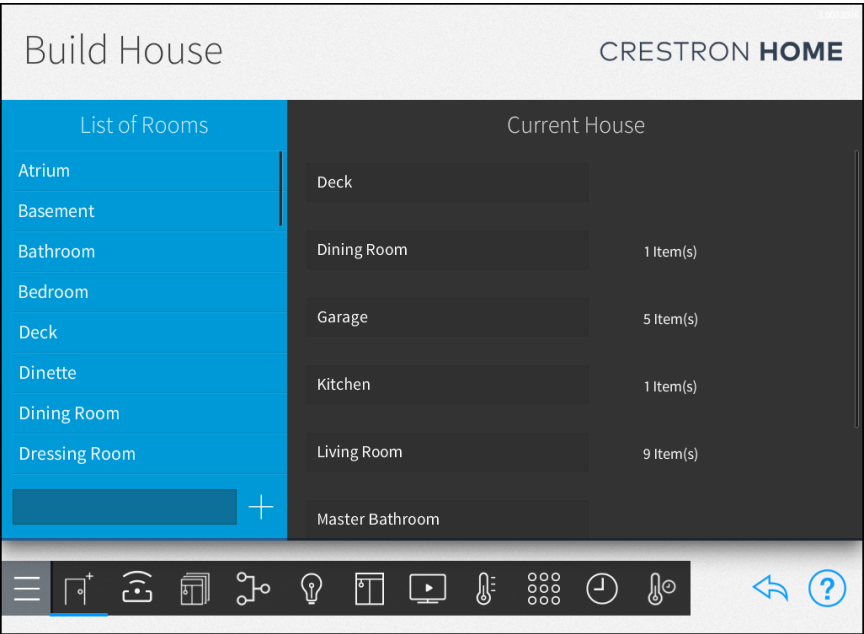 Build House
CRESTRON HOME
List of Rooms
Atrium
Basement
Bathroom
Bedroom
Deck
Dinette
Dining Room
Dressing Room
Current House
Deck
Dining Room 1 Item(s)
Garage 5 Item(s)
Kitchen 1 Item(s)
Living Room 9 Item(s)
Master Bathroom
?